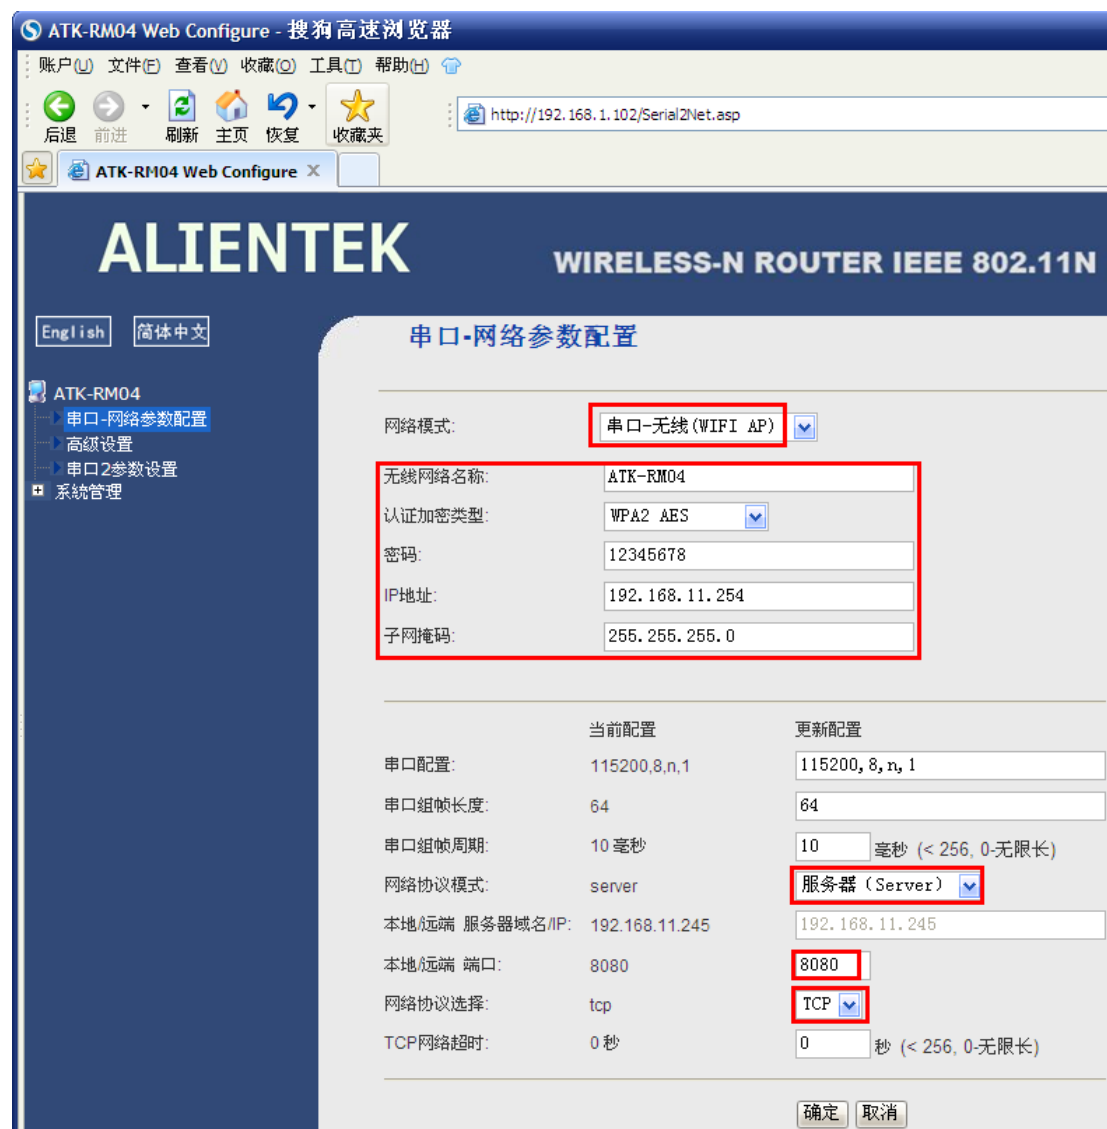 ATK-RM04 Web Configure - 搜狗高速浏览器
账户(U) 文件(F) 查看(V) 收藏(O) 工具(T) 帮助(H)
后退 前进 刷新 主页 恢复 收藏夹
http://192.168.1.102/Serial2Net.asp
ATK-RM04 Web Configure X
ALIENTEK
WIRELESS-N ROUTER IEEE 802.11N
English 简体中文
串口-网络参数配置
ATK-RM04
串口-网络参数配置
高级设置
串口2参数设置
系统管理
网络模式: 串口-无线(WIFI AP)
无线网络名称: ATK-RM04
认证加密类型: WPA2 AES
密码: 12345678
IP地址: 192.168.11.254
子网掩码: 255.255.255.0
当前配置 更新配置
串口配置: 115200,8,n,1 115200,8,n,1
串口组帧长度: 64 64
串口组帧周期: 10 毫秒 10 毫秒 (< 256, 0-无限长)
网络协议模式: server 服务器 (Server)
本地/远端 服务器域名/IP: 192.168.11.245 192.168.11.245
本地/远端 端口: 8080 8080
网络协议选择: tcp TCP
TCP网络超时: 0 秒 0 秒 (< 256, 0-无限长)
确定 取消